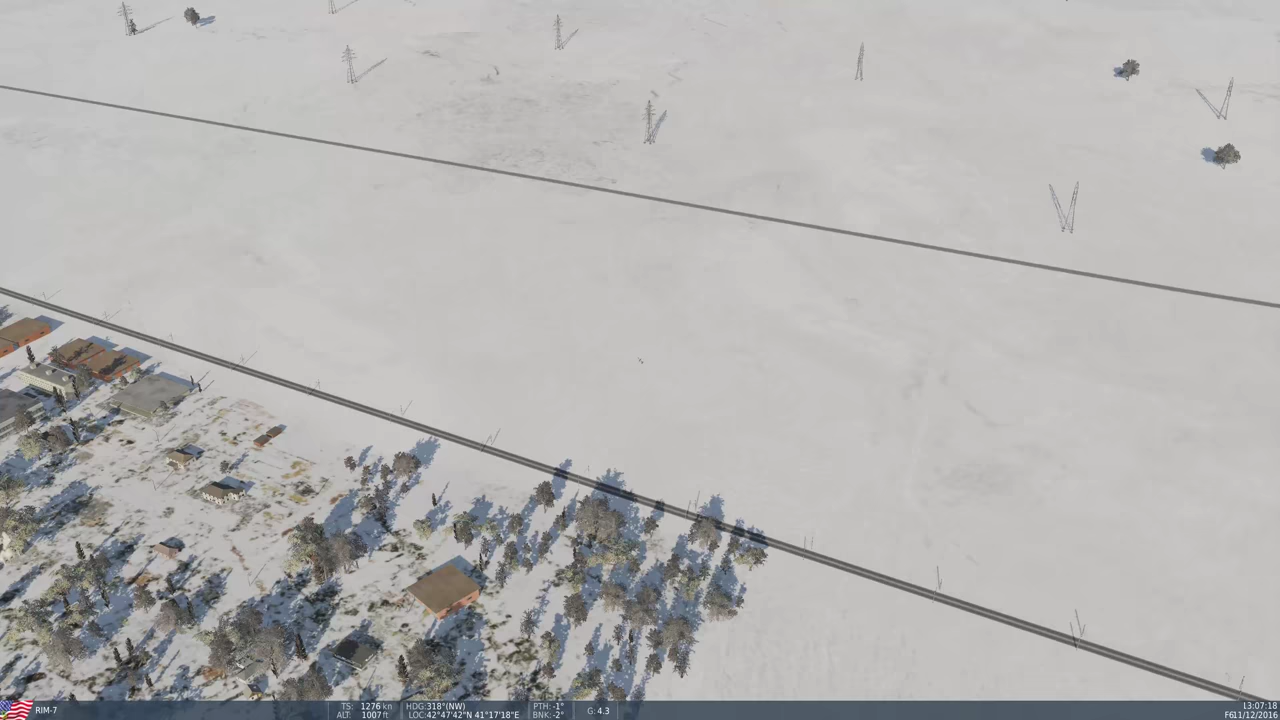 RIM-7
TS: 1276 kn HDG:318°(NW) PTH: -1° G: 4.3
ALT: 1007 ft LOC:42°47'42"N 41°17'18"E BNK: -2°
13:07:18
F6 11/12/2016